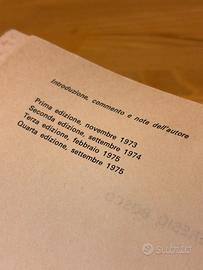 Introduzione, commento e note dell'autore
Prima edizione, novembre 1973
Seconda edizione, settembre 1974
Terza edizione, febbraio 1975
Quarta edizione, settembre 1975
subito